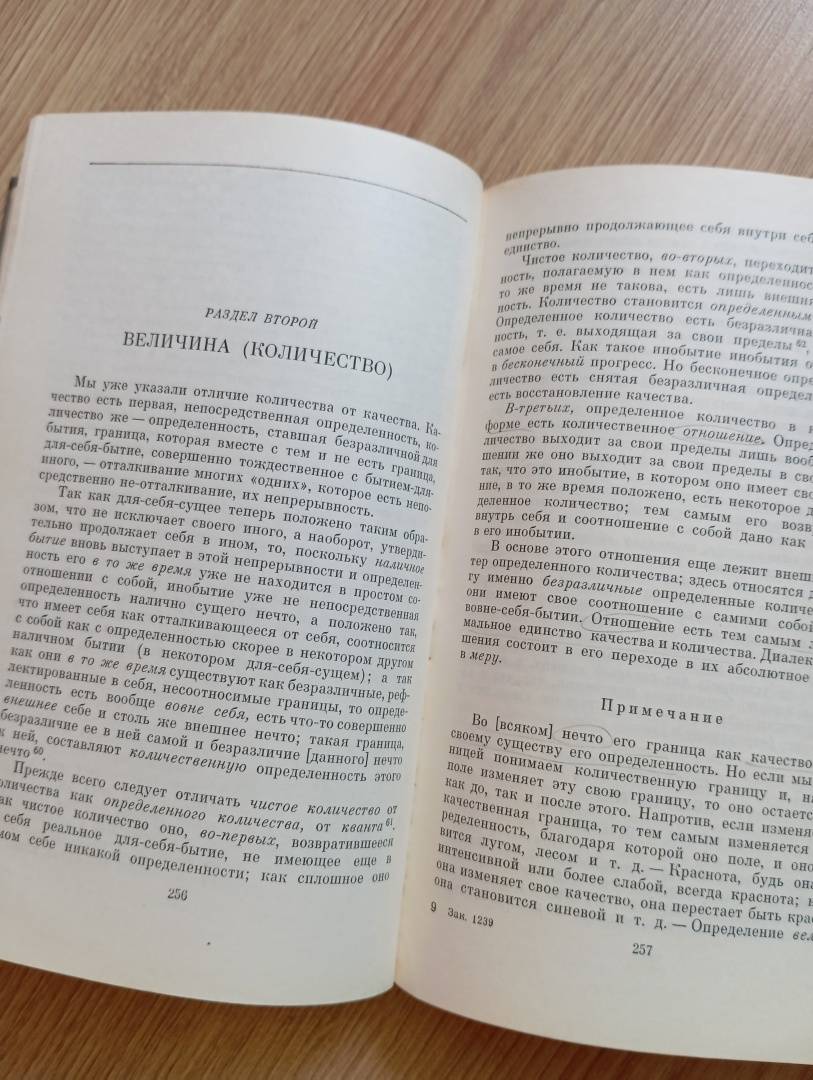 РАЗДЕЛ ВТОРОЙ
ВЕЛИЧИНА (КОЛИЧЕСТВО)
Мы уже указали отличие количества от качества. Ка-
чество есть первая, непосредственная определенность, ко-
личество же — определенность, ставшая безразличной для
бытия, граница, которая вместе с тем и не есть граница,
для-себя-бытие, совершенно тождественное с бытием-для-
иного, — отталкивание многих «одних», которое есть непо-
средственно не-отталкивание, их непрерывность.
Так как для-себя-сущее теперь положено таким обра-
зом, что не исключает своего иного, а наоборот, утверди-
тельно продолжает себя в ином, то, поскольку наличное
бытие вновь выступает в этой непрерывности и определен-
ность его в то же время уже не находится в простом со-
отношении с собой, инобытие уже не непосредственная
определенность налично сущего нечто, а положено так,
что имеет себя как отталкивающееся от себя, соотносится
с собой как с определенностью скорее в некотором другом
наличном бытии (в некотором для-себя-сущем); а так
как они в то же время существуют как безразличные, реф-
лектированные в себя, несоотносимые границы, то опреде-
ленность есть вообще вовне себя, есть что-то совершенно
внешнее себе и столь же внешнее нечто; такая граница,
безразличие ее в ней самой и безразличие [данного] нечто
к ней, составляют количественную определенность этого
нечто 60.
Прежде всего следует отличать чистое количество от
количества как определенного количества, от кванта 61.
как чистое количество оно, во-первых, возвратившееся
себя реальное для-себя-бытие, не имеющее еще в
мом себе никакой определенности; как сплошное оно
256
непрерывно продолжающее себя внутри себ
единство.
Чистое количество, во-вторых, переходит
ность, полагаемую в нем как определеннос
то же время не такова, есть лишь внешня
ность. Количество становится определенным
Определенное количество есть безразлична
ность, т. е. выходящая за свои пределы 62,
самое себя. Как такое инобытие инобытия о
в бесконечный прогресс. Но бесконечное опре
личество есть снятая безразличная определ
есть восстановление качества.
В-третьих, определенное количество в к
форме есть количественное отношение. Опред
личество выходит за свои пределы лишь вооб
шении же оно выходит за свои пределы в сво
так, что это инобытие, в котором оно имеет сво
ние, в то же время положено, есть некоторое д
деленное количество; тем самым его возв
внутрь себя и соотношение с собой дано как
в его инобытии.
В основе этого отношения еще лежит внешн
тер определенного количества; здесь относятся д
гу именно безразличные определенные количе
они имеют свое соотношение с самими собой
вовне-себя-бытии. Отношение есть тем самым л
мальное единство качества и количества. Диалек
шения состоит в его переходе в их абсолютное
в меру.
Примечание
Во [всяком] нечто его граница как качество
своему существу его определенность. Но если мы
ницей понимаем количественную границу и, на
поле изменяет эту свою границу, то оно остаетс
как до, так и после этого. Напротив, если изменяе
качественная граница, то тем самым изменяется
ределенность, благодаря которой оно поле, и оно
вится лугом, лесом и т. д. — Краснота, будь она
интенсивной или более слабой, всегда краснота; н
она изменяет свое качество, она перестает быть крас
она становится синевой и т. д. — Определение вел
9 Зак. 1239
257